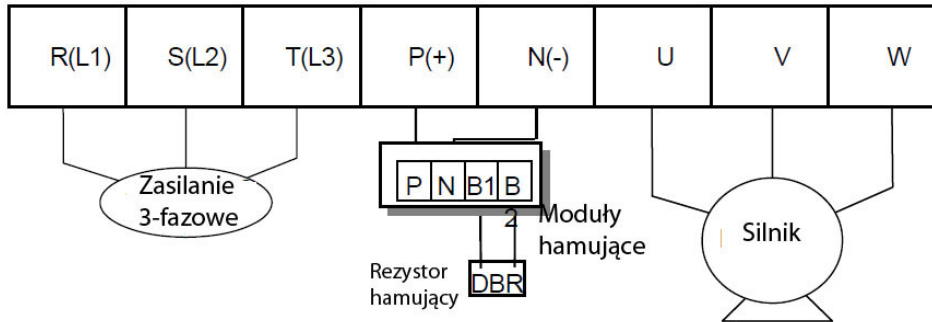 R(L1) S(L2) T(L3) P(+) N(-) U V W
Zasilanie
3-fazowe
P N B1 B
2
Moduły
hamujące
Rezystor
hamujący
DBR
Silnik